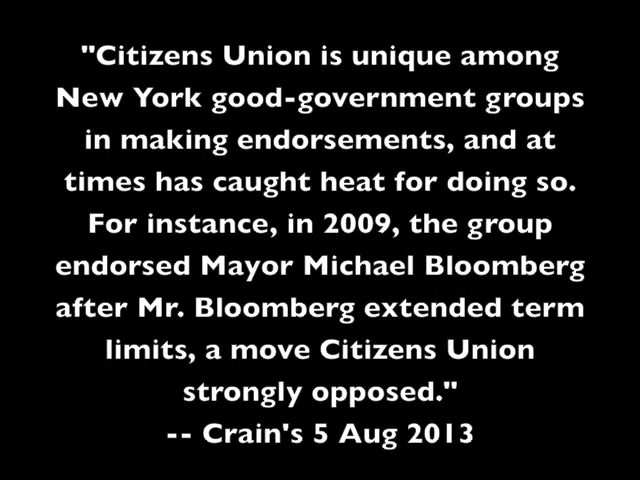 "Citizens Union is unique among
New York good-government groups
in making endorsements, and at
times has caught heat for doing so.
For instance, in 2009, the group
endorsed Mayor Michael Bloomberg
after Mr. Bloomberg extended term
limits, a move Citizens Union
strongly opposed."
-- Crain's 5 Aug 2013